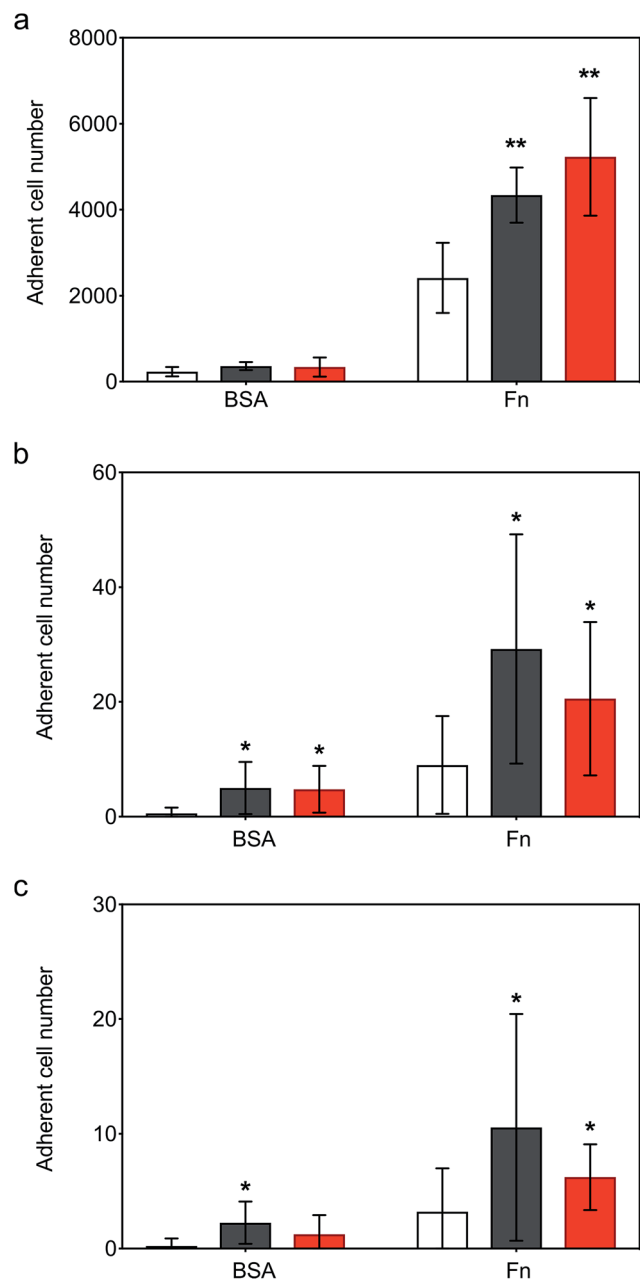 a
8000
6000
4000
2000
0
Adherent cell number
**
**
BSA
Fn
b
60
40
20
0
Adherent cell number
*
*
*
*
BSA
Fn
c
30
20
10
0
Adherent cell number
*
*
*
BSA
Fn